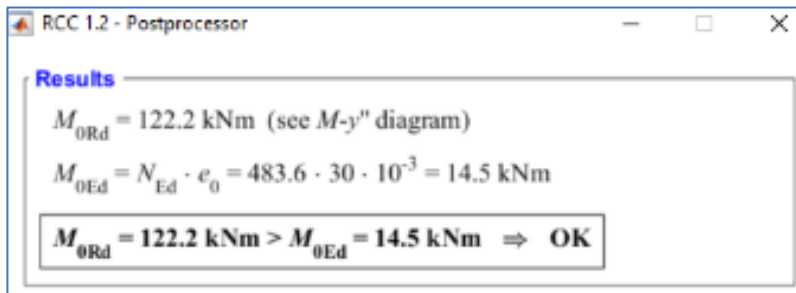 RCC 1.2 - Postprocessor
Results
M0Rd = 122.2 kNm (see M-y" diagram)
M0Ed = NEd · e0 = 483.6 · 30 · 10-3 = 14.5 kNm
M0Rd = 122.2 kNm > M0Ed = 14.5 kNm ⇒ OK